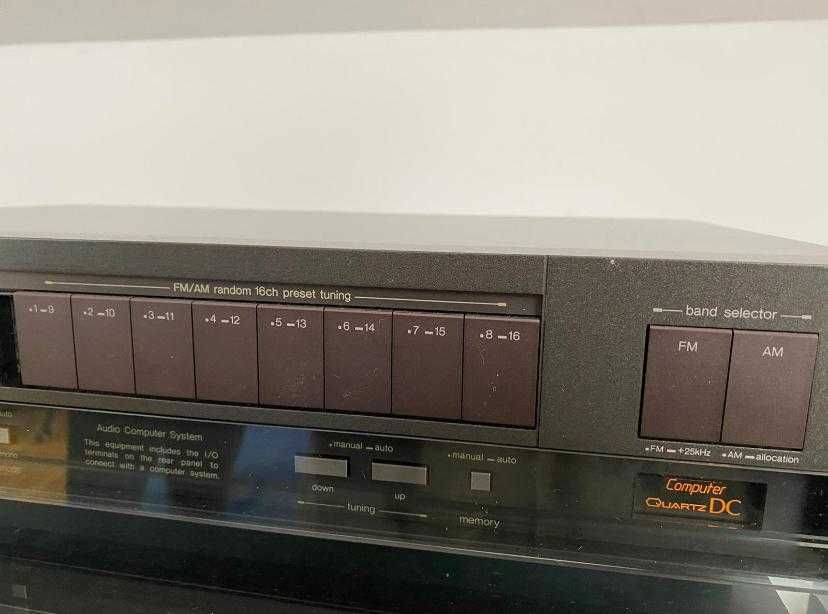 FM/AM random 16ch preset tuning
1 9
2 10
3 11
4 12
5 13
6 14
7 15
8 16
band selector
FM
AM
FM +25kHz
AM allocation
auto
mono
Audio Computer System
This equipment includes the I/O
terminals on the rear panel to
connect with a computer system.
manual auto
down
up
tuning
manual auto
memory
Computer
QUARTZ DC